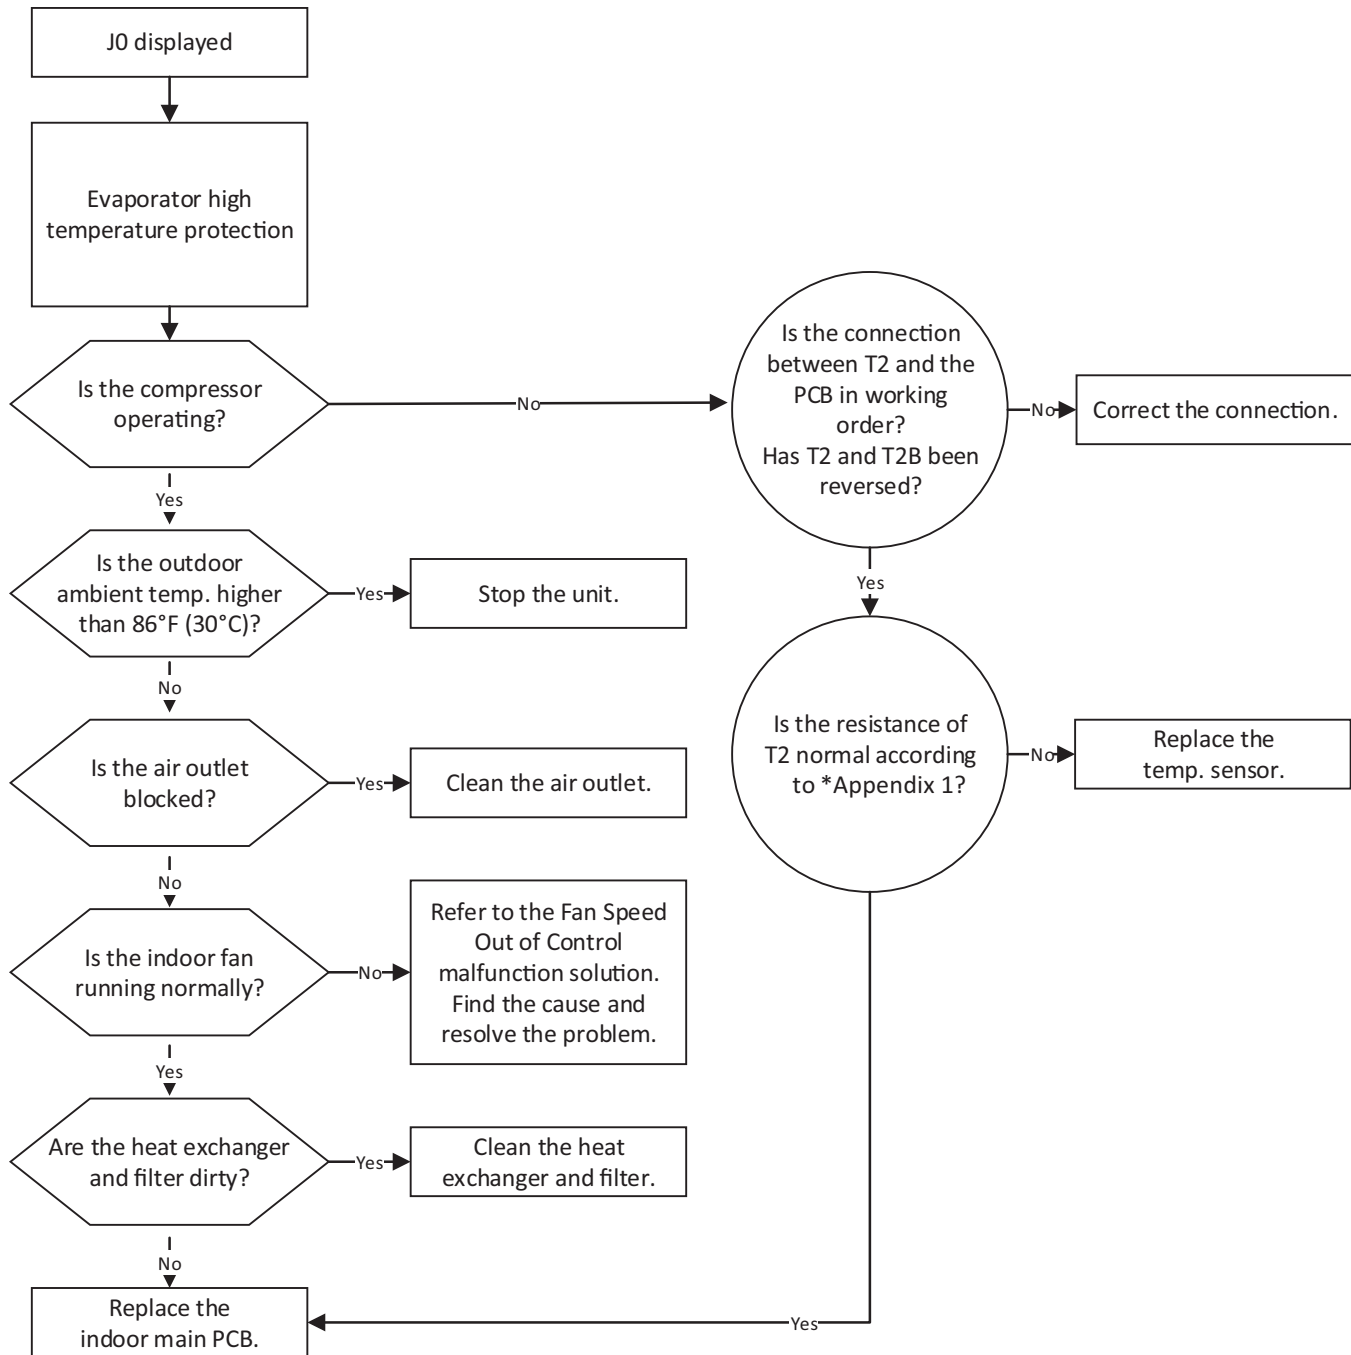 J0 displayed
Evaporator high
temperature protection
Is the compressor
operating?
No
Is the connection
between T2 and the
PCB in working
order?
Has T2 and T2B been
reversed?
No
Correct the connection.
Yes
Yes
Is the outdoor
ambient temp. higher
than 86°F (30°C)?
Yes
Stop the unit.
No
Is the resistance of
T2 normal according
to *Appendix 1?
No
Replace the
temp. sensor.
Is the air outlet
blocked?
Yes
Clean the air outlet.
No
Is the indoor fan
running normally?
No
Refer to the Fan Speed
Out of Control
malfunction solution.
Find the cause and
resolve the problem.
Yes
Are the heat exchanger
and filter dirty?
Yes
Clean the heat
exchanger and filter.
No
Replace the
indoor main PCB.
Yes